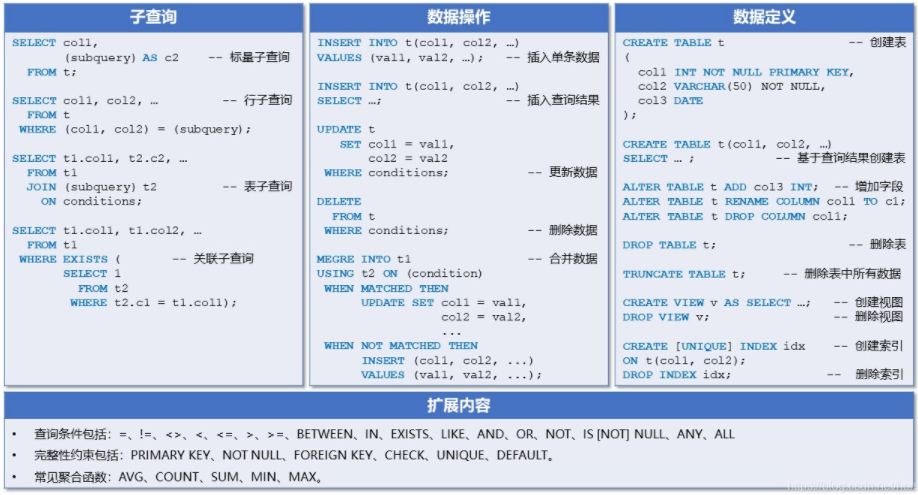 子查询
SELECT col1,
(subquery) AS c2 -- 标量子查询
FROM t;
SELECT col1, col2, … -- 行子查询
FROM t
WHERE (col1, col2) = (subquery);
SELECT t1.col1, t2.c2, …
FROM t1
JOIN (subquery) t2 -- 表子查询
ON conditions;
SELECT t1.col1, t1.col2, …
FROM t1
WHERE EXISTS ( -- 关联子查询
SELECT 1
FROM t2
WHERE t2.c1 = t1.col1);
数据操作
INSERT INTO t(col1, col2, …)
VALUES (val1, val2, …); -- 插入单条数据
INSERT INTO t(col1, col2, …)
SELECT …; -- 插入查询结果
UPDATE t
SET col1 = val1,
col2 = val2
WHERE conditions; -- 更新数据
DELETE
FROM t
WHERE conditions; -- 删除数据
MEGRE INTO t1 -- 合并数据
USING t2 ON (condition)
WHEN MATCHED THEN
UPDATE SET col1 = val1,
col2 = val2,
...
WHEN NOT MATCHED THEN
INSERT (col1, col2, ...)
VALUES (val1, val2, ...);
数据定义
CREATE TABLE t -- 创建表
(
col1 INT NOT NULL PRIMARY KEY,
col2 VARCHAR(50) NOT NULL,
col3 DATE
);
CREATE TABLE t(col1, col2, …)
SELECT … ; -- 基于查询结果创建表
ALTER TABLE t ADD col3 INT; -- 增加字段
ALTER TABLE t RENAME COLUMN col1 TO c1;
ALTER TABLE t DROP COLUMN col1;
DROP TABLE t; -- 删除表
TRUNCATE TABLE t; -- 删除表中所有数据
CREATE VIEW v AS SELECT …; -- 创建视图
DROP VIEW v; -- 删除视图
CREATE [UNIQUE] INDEX idx -- 创建索引
ON t(col1, col2);
DROP INDEX idx; -- 删除索引
扩展内容
• 查询条件包括：=、!=、<>、<、<=、>、>=、BETWEEN、IN、EXISTS、LIKE、AND、OR、NOT、IS [NOT] NULL、ANY、ALL
• 完整性约束包括：PRIMARY KEY、NOT NULL、FOREIGN KEY、CHECK、UNIQUE、DEFAULT。
• 常见聚合函数：AVG、COUNT、SUM、MIN、MAX。